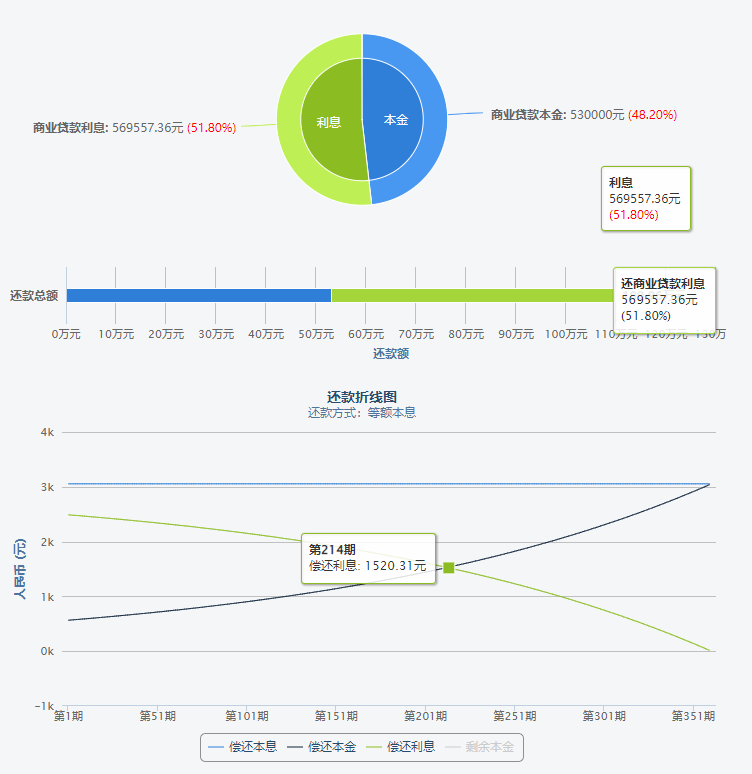 商业贷款利息: 569557.36元 (51.80%)
利息
本金
商业贷款本金: 530000元 (48.20%)
利息
569557.36元
(51.80%)
还款总额
还商业贷款利息
569557.36元
(51.80%)
0万元 10万元 20万元 30万元 40万元 50万元 60万元 70万元 80万元 90万元 100万元 110万元 120万元 130万
还款额
还款折线图
还款方式：等额本息
人民币 (元)
4k
3k
2k
1k
0k
-1k
第214期
偿还利息: 1520.31元
第1期 第51期 第101期 第151期 第201期 第251期 第301期 第351期
偿还本息 偿还本金 偿还利息 剩余本金